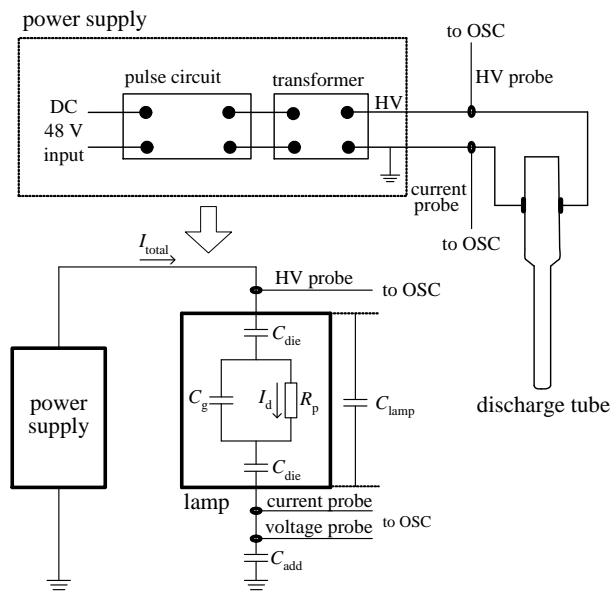 power supply
to OSC
pulse circuit
transformer
HV probe
DC
48 V
input
HV
current
probe
to OSC
I_total
HV probe
to OSC
C_die
power
supply
C_g
I_d
R_p
C_lamp
discharge tube
C_die
lamp
current probe
voltage probe
to OSC
C_add